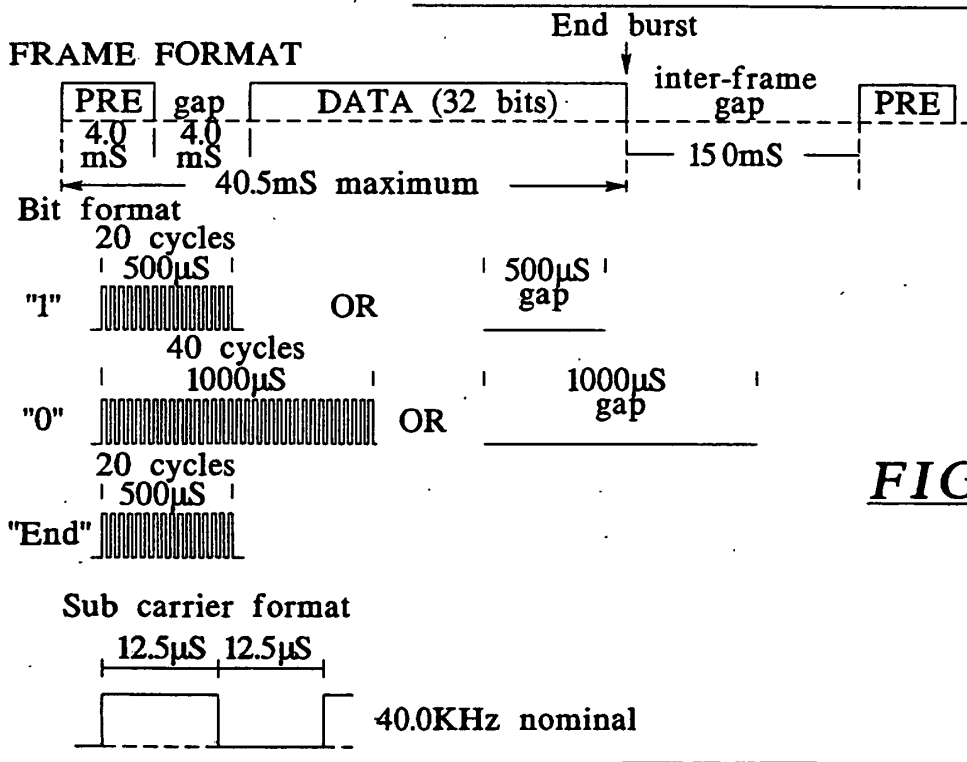 End burst
FRAME FORMAT
inter-frame
PRE gap DATA (32 bits) gap PRE
4.0 4.0
mS mS
150mS
40.5mS maximum
Bit format
20 cycles
500µS 500µS
"1" OR gap
40 cycles
1000µS 1000µS
"0" OR gap
20 cycles
500µS
"End"
FIG
Sub carrier format
12.5µS 12.5µS
40.0KHz nominal